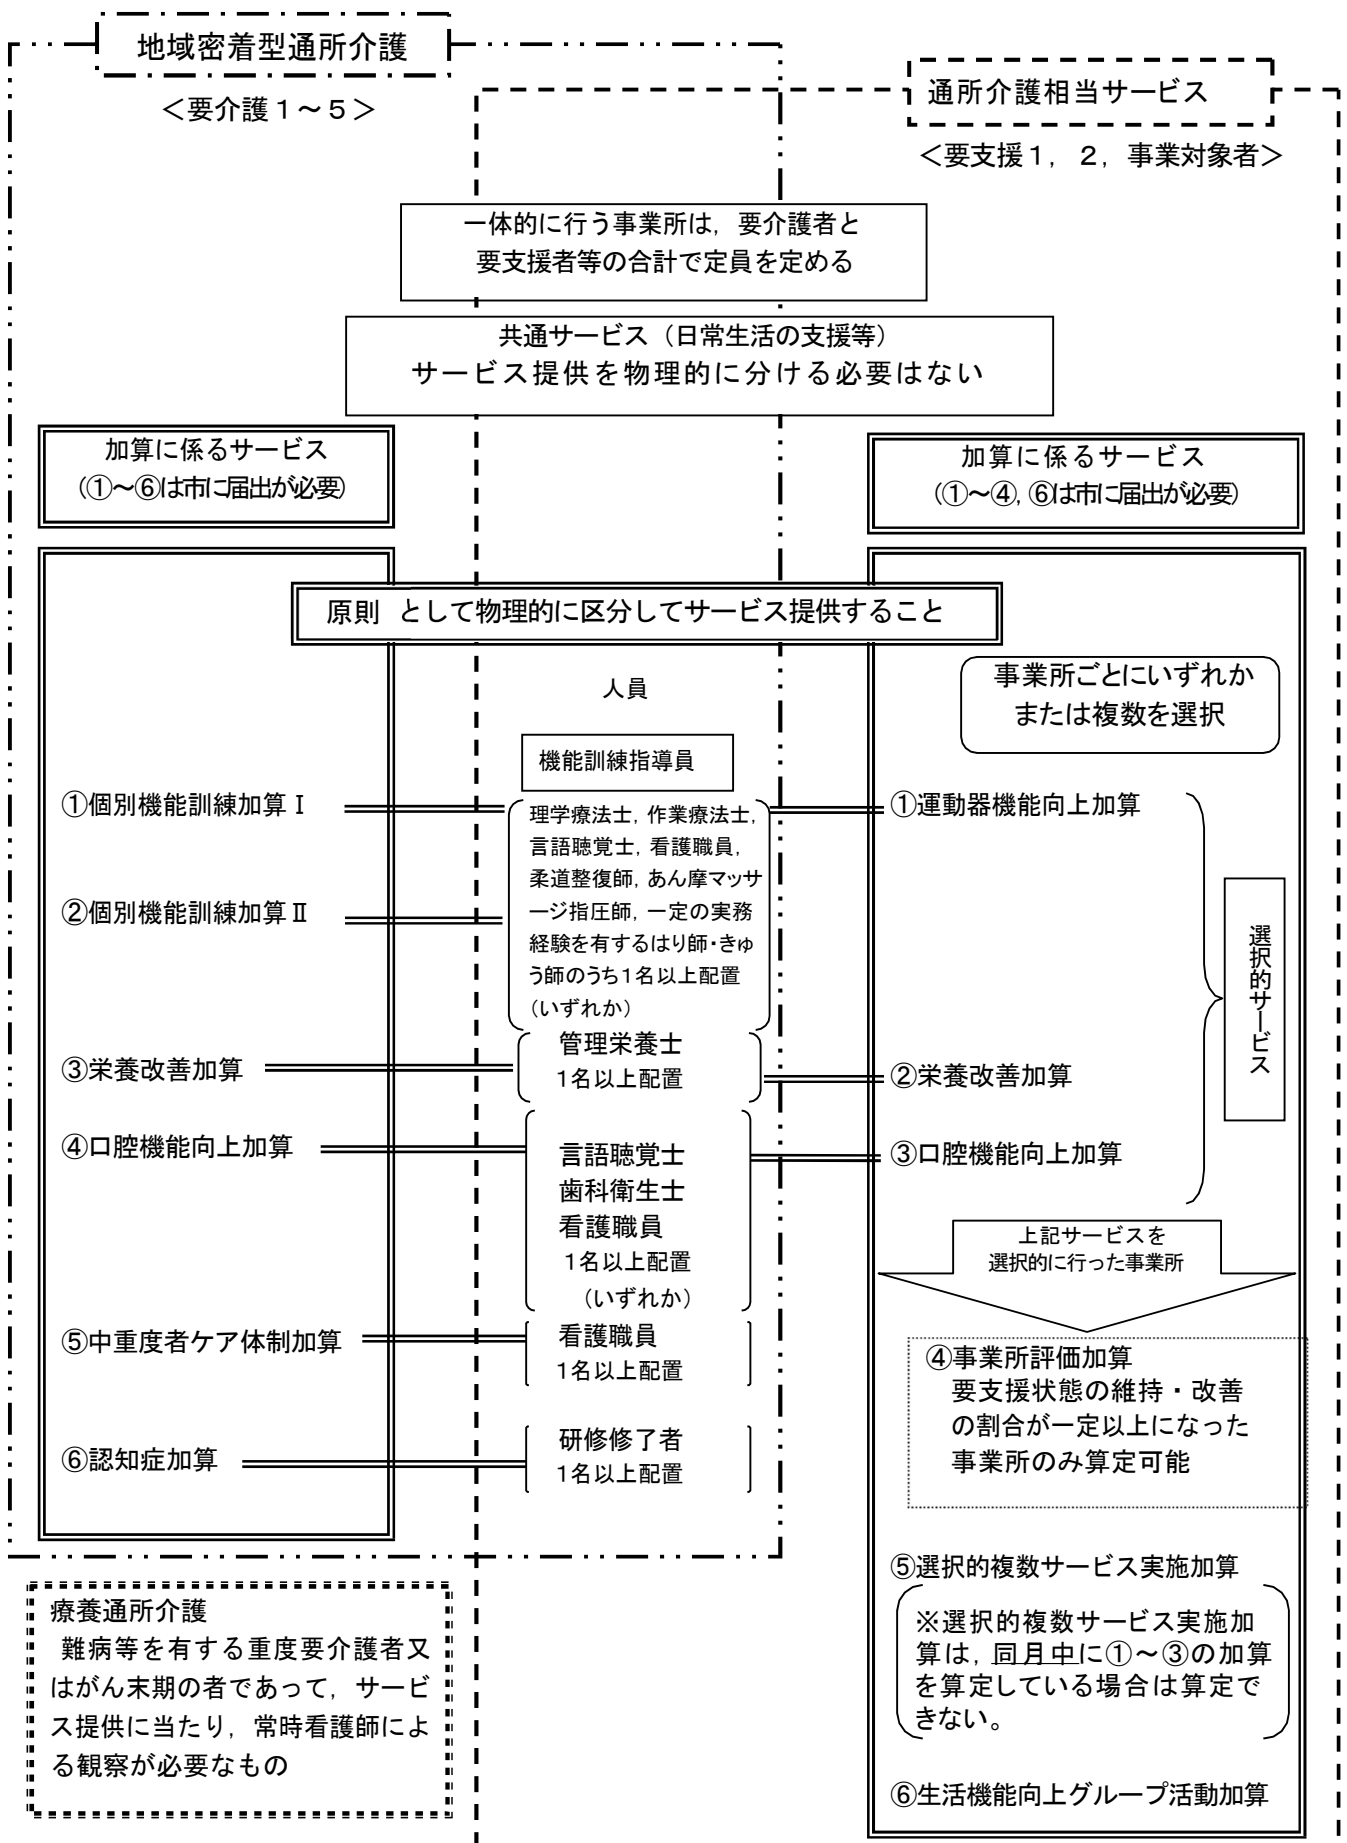 地域密着型通所介護
＜要介護１～５＞
通所介護相当サービス
＜要支援１，２，事業対象者＞
一体的に行う事業所は，要介護者と
要支援者等の合計で定員を定める
共通サービス（日常生活の支援等）
サービス提供を物理的に分ける必要はない
加算に係るサービス
（①～⑥は市に届出が必要）
加算に係るサービス
（①～④，⑥は市に届出が必要）
原則　として物理的に区分してサービス提供すること
人員
事業所ごとにいずれか
または複数を選択
機能訓練指導員
①個別機能訓練加算Ⅰ
②個別機能訓練加算Ⅱ
理学療法士，作業療法士，
言語聴覚士，看護職員，
柔道整復師，あん摩マッサ
ージ指圧師，一定の実務
経験を有するはり師・きゅ
う師のうち１名以上配置
（いずれか）
①運動器機能向上加算
選択的サービス
③栄養改善加算
管理栄養士
１名以上配置
②栄養改善加算
④口腔機能向上加算
言語聴覚士
歯科衛生士
看護職員
１名以上配置
（いずれか）
③口腔機能向上加算
上記サービスを
選択的に行った事業所
⑤中重度者ケア体制加算
看護職員
１名以上配置
④事業所評価加算
要支援状態の維持・改善
の割合が一定以上になった
事業所のみ算定可能
⑥認知症加算
研修修了者
１名以上配置
⑤選択的複数サービス実施加算
※選択的複数サービス実施加
算は，同月中に①～③の加算
を算定している場合は算定で
きない。
⑥生活機能向上グループ活動加算
療養通所介護
難病等を有する重度要介護者又
はがん末期の者であって，サービ
ス提供に当たり，常時看護師によ
る観察が必要なもの